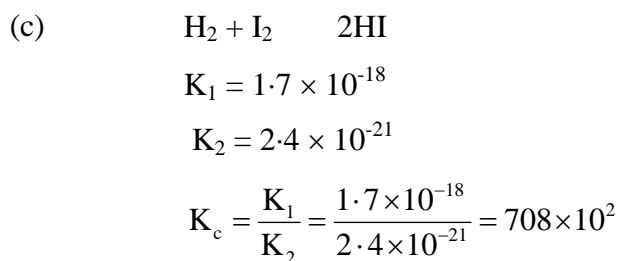 (c) H₂ + I₂ 2HI
K₁ = 1·7 × 10⁻¹⁸
K₂ = 2·4 × 10⁻²¹
K_c = K₁/K₂ = 1·7×10⁻¹⁸/2·4×10⁻²¹ = 708×10²